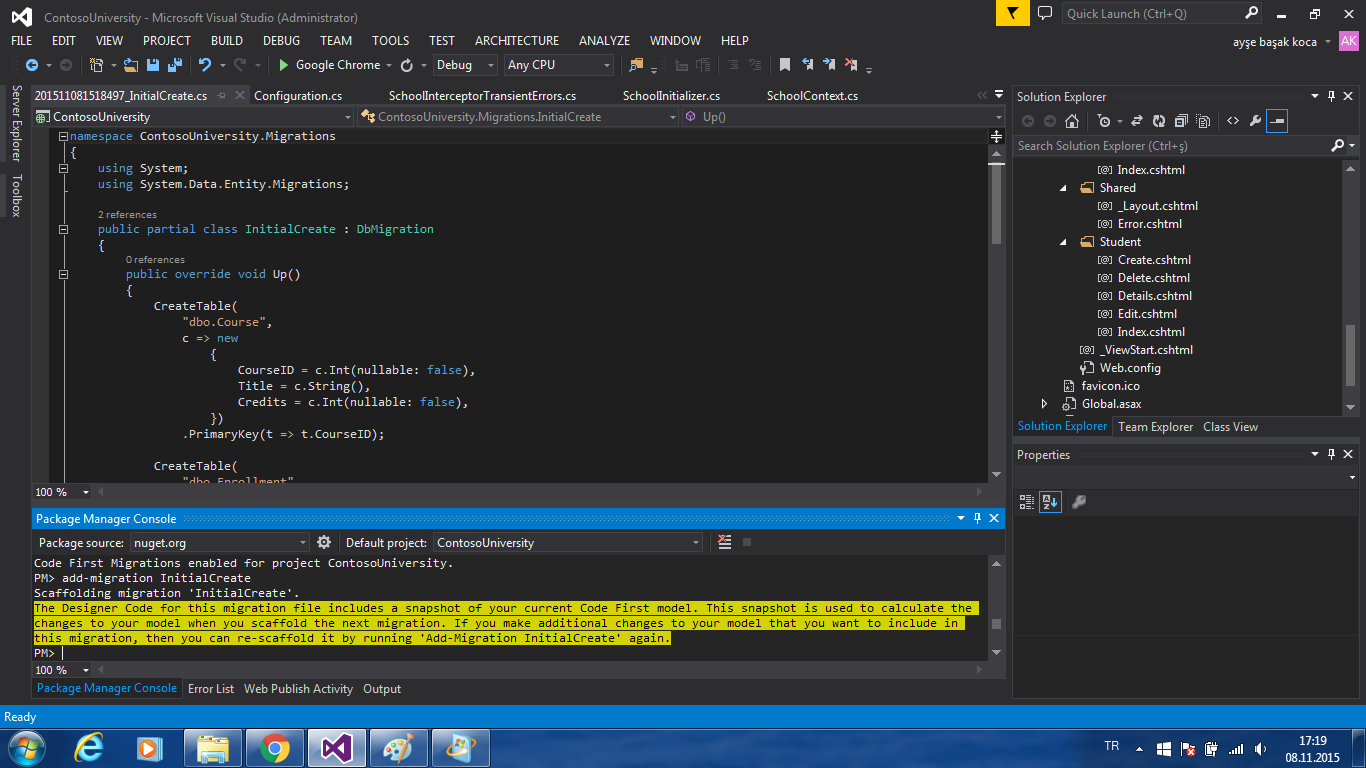 ContosoUniversity - Microsoft Visual Studio (Administrator)
Quick Launch (Ctrl+Q)
FILE EDIT VIEW PROJECT BUILD DEBUG TEAM TOOLS TEST ARCHITECTURE ANALYZE WINDOW HELP
ayşe başak koca AK
Google Chrome Debug Any CPU
Server Explorer
Toolbox
201511081518497_InitialCreate.cs Configuration.cs SchoolInterceptorTransientErrors.cs SchoolInitializer.cs SchoolContext.cs
ContosoUniversity ContosoUniversity.Migrations.InitialCreate Up()
namespace ContosoUniversity.Migrations
{
using System;
using System.Data.Entity.Migrations;
2 references
public partial class InitialCreate : DbMigration
{
0 references
public override void Up()
{
CreateTable(
"dbo.Course",
c => new
{
CourseID = c.Int(nullable: false),
Title = c.String(),
Credits = c.Int(nullable: false),
})
.PrimaryKey(t => t.CourseID);
CreateTable(
"dbo.Enrollment",
100 %
Package Manager Console
Package source: nuget.org Default project: ContosoUniversity
Code First Migrations enabled for project ContosoUniversity.
PM> add-migration InitialCreate
Scaffolding migration 'InitialCreate'.
The Designer Code for this migration file includes a snapshot of your current Code First model. This snapshot is used to calculate the
changes to your model when you scaffold the next migration. If you make additional changes to your model that you want to include in
this migration, then you can re-scaffold it by running 'Add-Migration InitialCreate' again.
PM>
100 %
Package Manager Console Error List Web Publish Activity Output
Solution Explorer
Search Solution Explorer (Ctrl+ş)
Index.cshtml
Shared
_Layout.cshtml
Error.cshtml
Student
Create.cshtml
Delete.cshtml
Details.cshtml
Edit.cshtml
Index.cshtml
_ViewStart.cshtml
Web.config
favicon.ico
Global.asax
Solution Explorer Team Explorer Class View
Properties
Ready
TR
17:19
08.11.2015